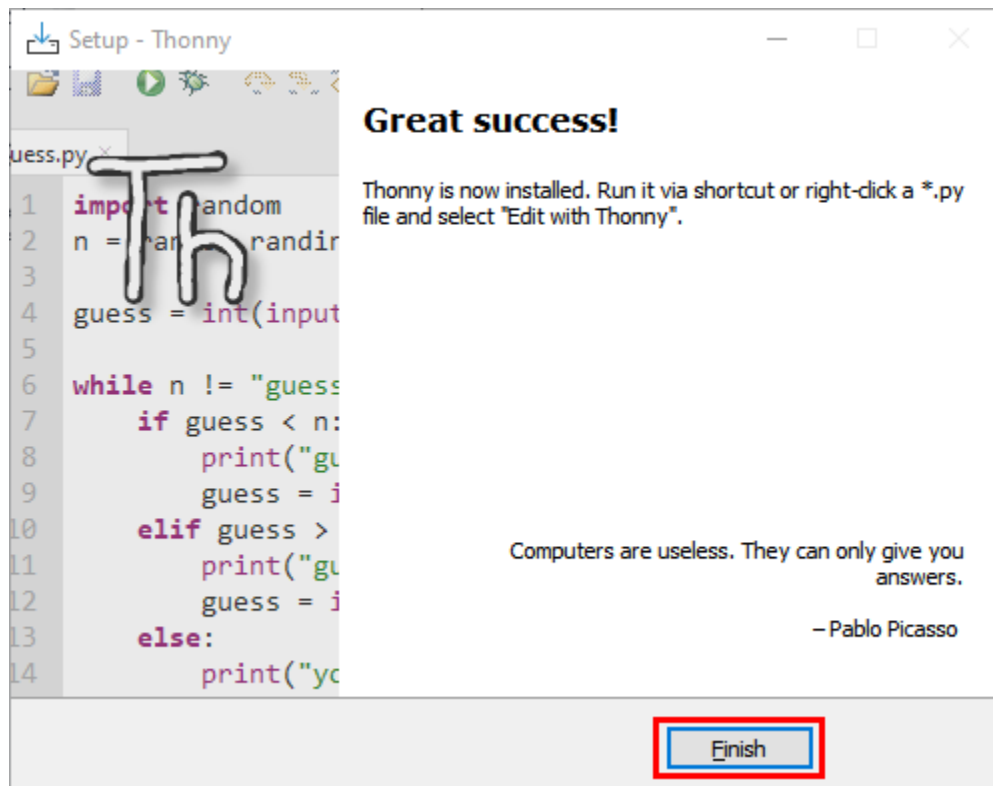 Setup - Thonny
Great success!
uess.py
Thonny is now installed. Run it via shortcut or right-click a *.py
file and select "Edit with Thonny".
Th
1 import random
2 n = randin
3
4 guess = int(input
5
6 while n != "guess
7 if guess < n:
8 print("gu
9 guess = i
10 elif guess >
11 print("gu
12 guess = i
13 else:
14 print("yo
Computers are useless. They can only give you
answers.
– Pablo Picasso
Finish